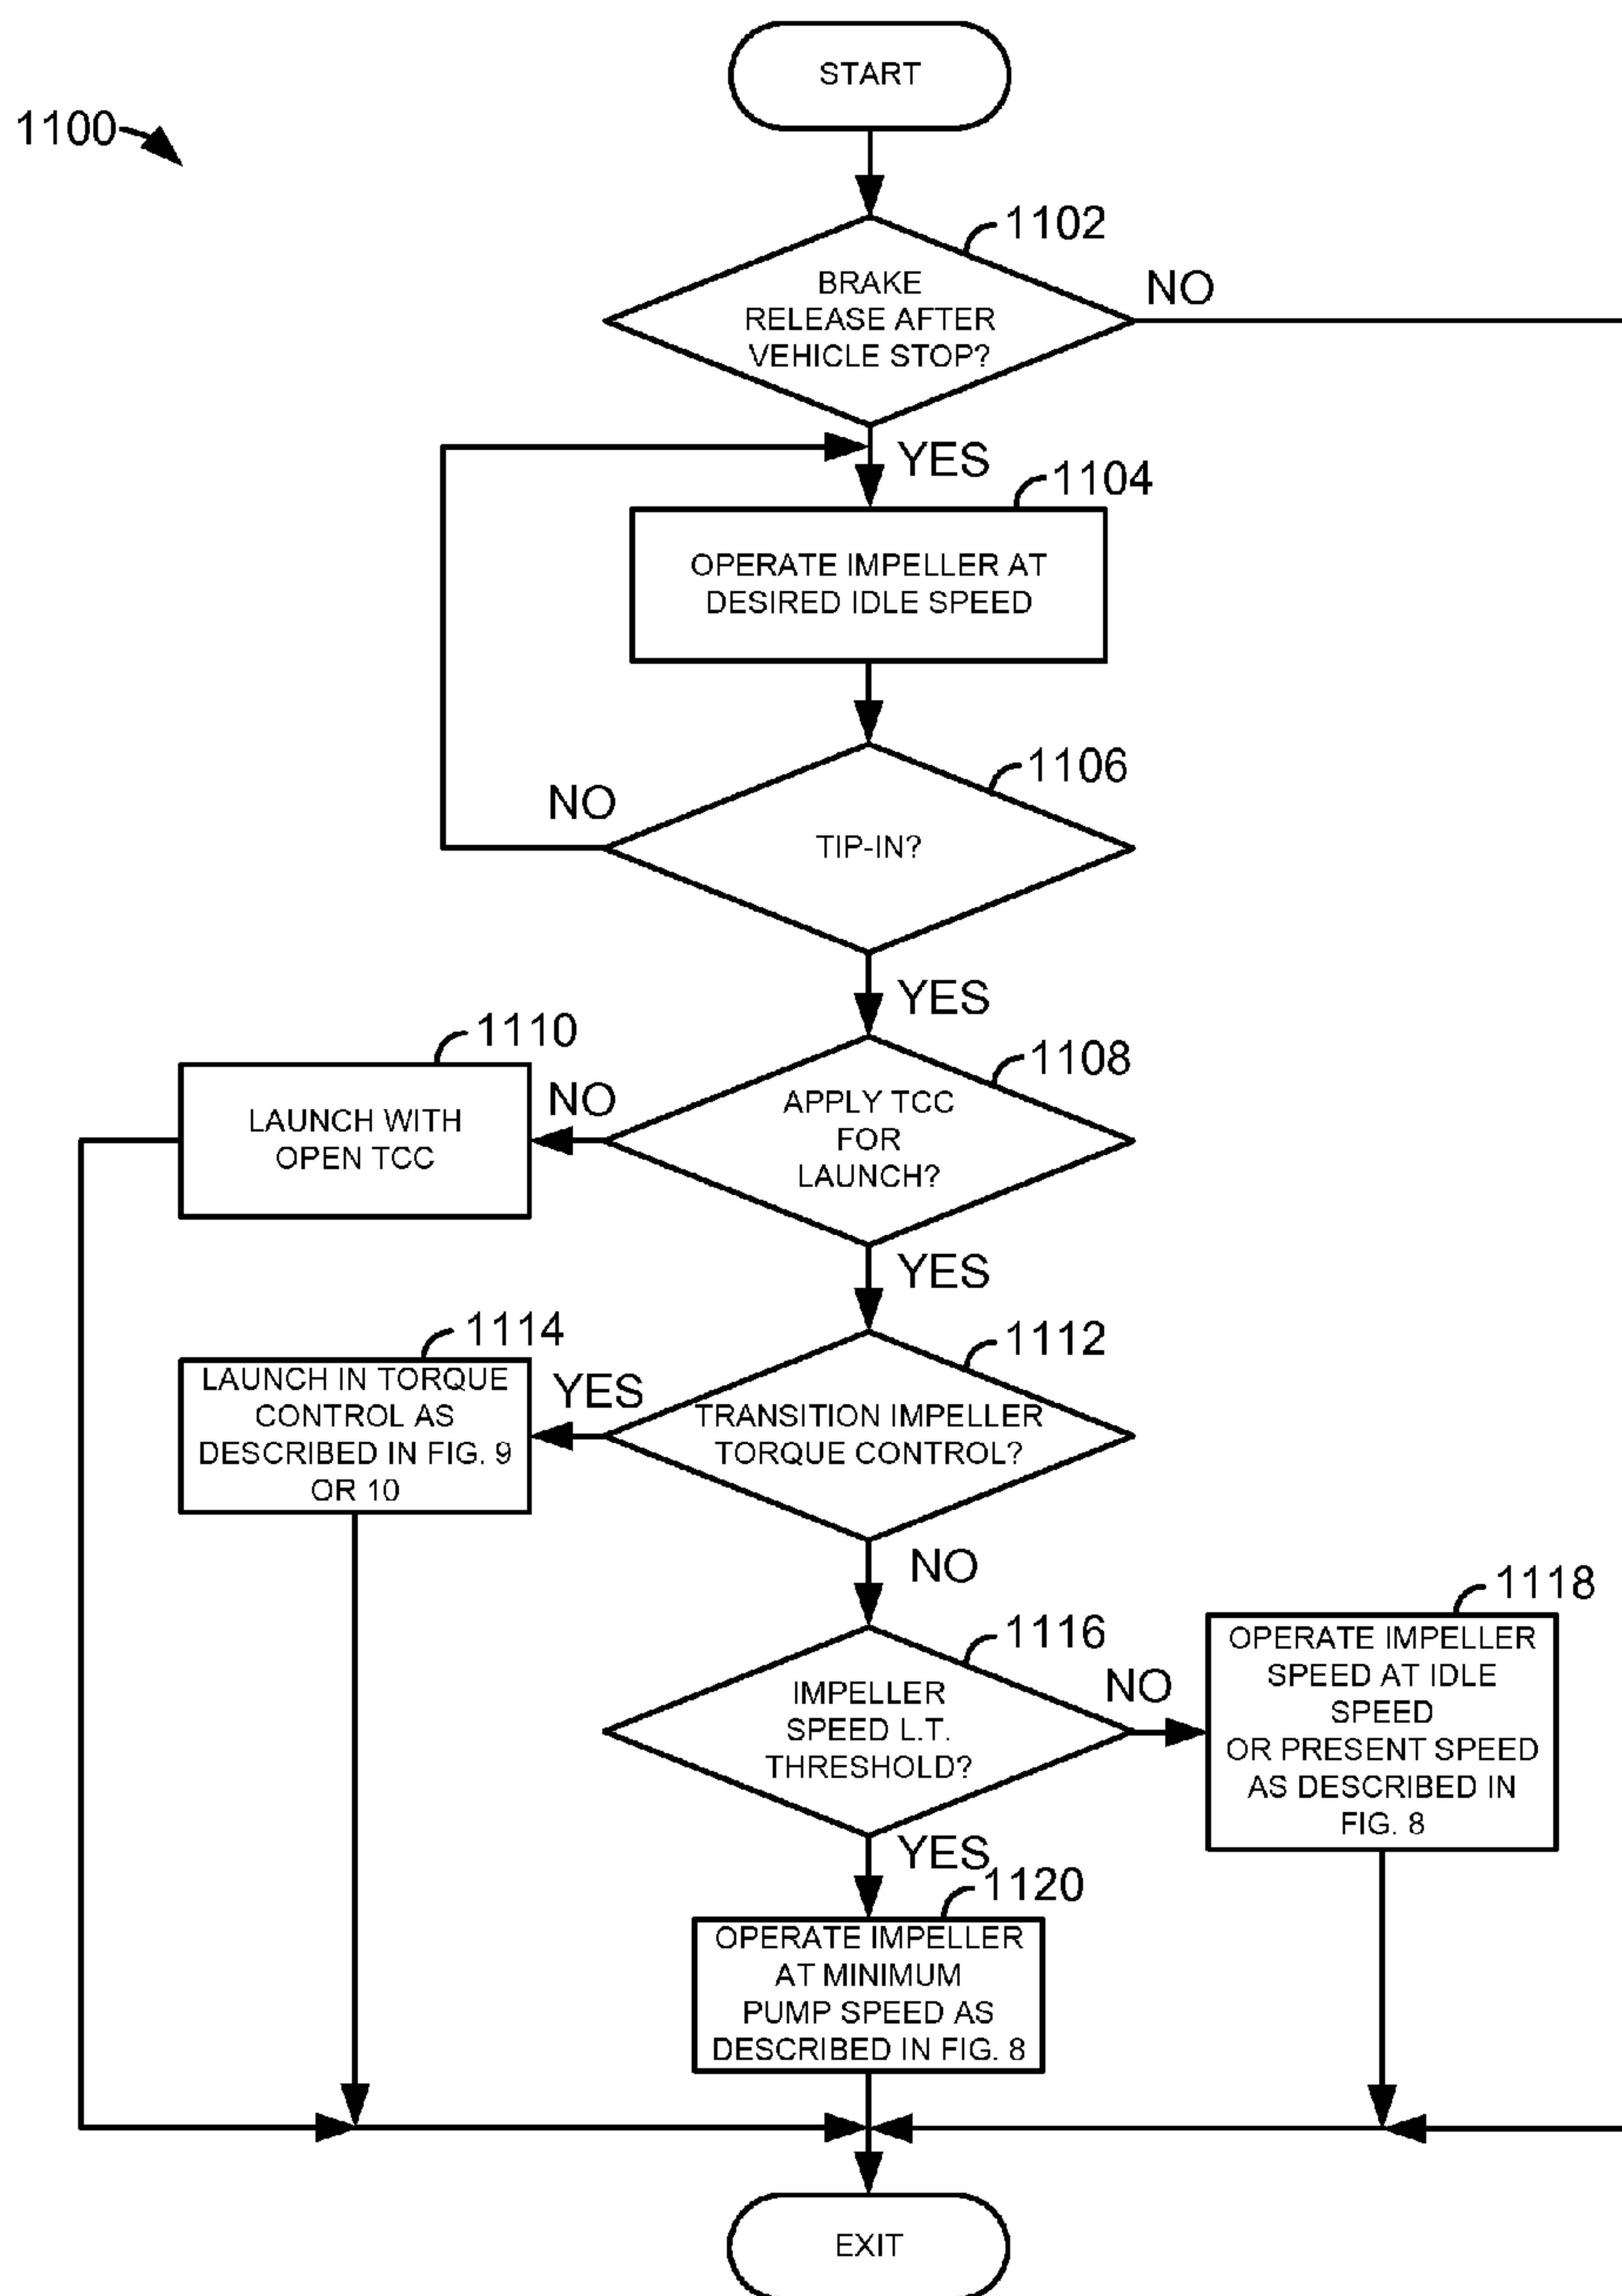 START
1100
1102
BRAKE
RELEASE AFTER
VEHICLE STOP?
NO
YES
1104
OPERATE IMPELLER AT
DESIRED IDLE SPEED
1106
NO
TIP-IN?
YES
1110
1108
LAUNCH WITH
OPEN TCC
NO
APPLY TCC
FOR
LAUNCH?
YES
1114
1112
LAUNCH IN TORQUE
CONTROL AS
DESCRIBED IN FIG. 9
OR 10
YES
TRANSITION IMPELLER
TORQUE CONTROL?
NO
1116
1118
IMPELLER
SPEED L.T.
THRESHOLD?
NO
OPERATE IMPELLER
SPEED AT IDLE
SPEED
OR PRESENT SPEED
AS DESCRIBED IN
FIG. 8
YES
1120
OPERATE IMPELLER
AT MINIMUM
PUMP SPEED AS
DESCRIBED IN FIG. 8
EXIT